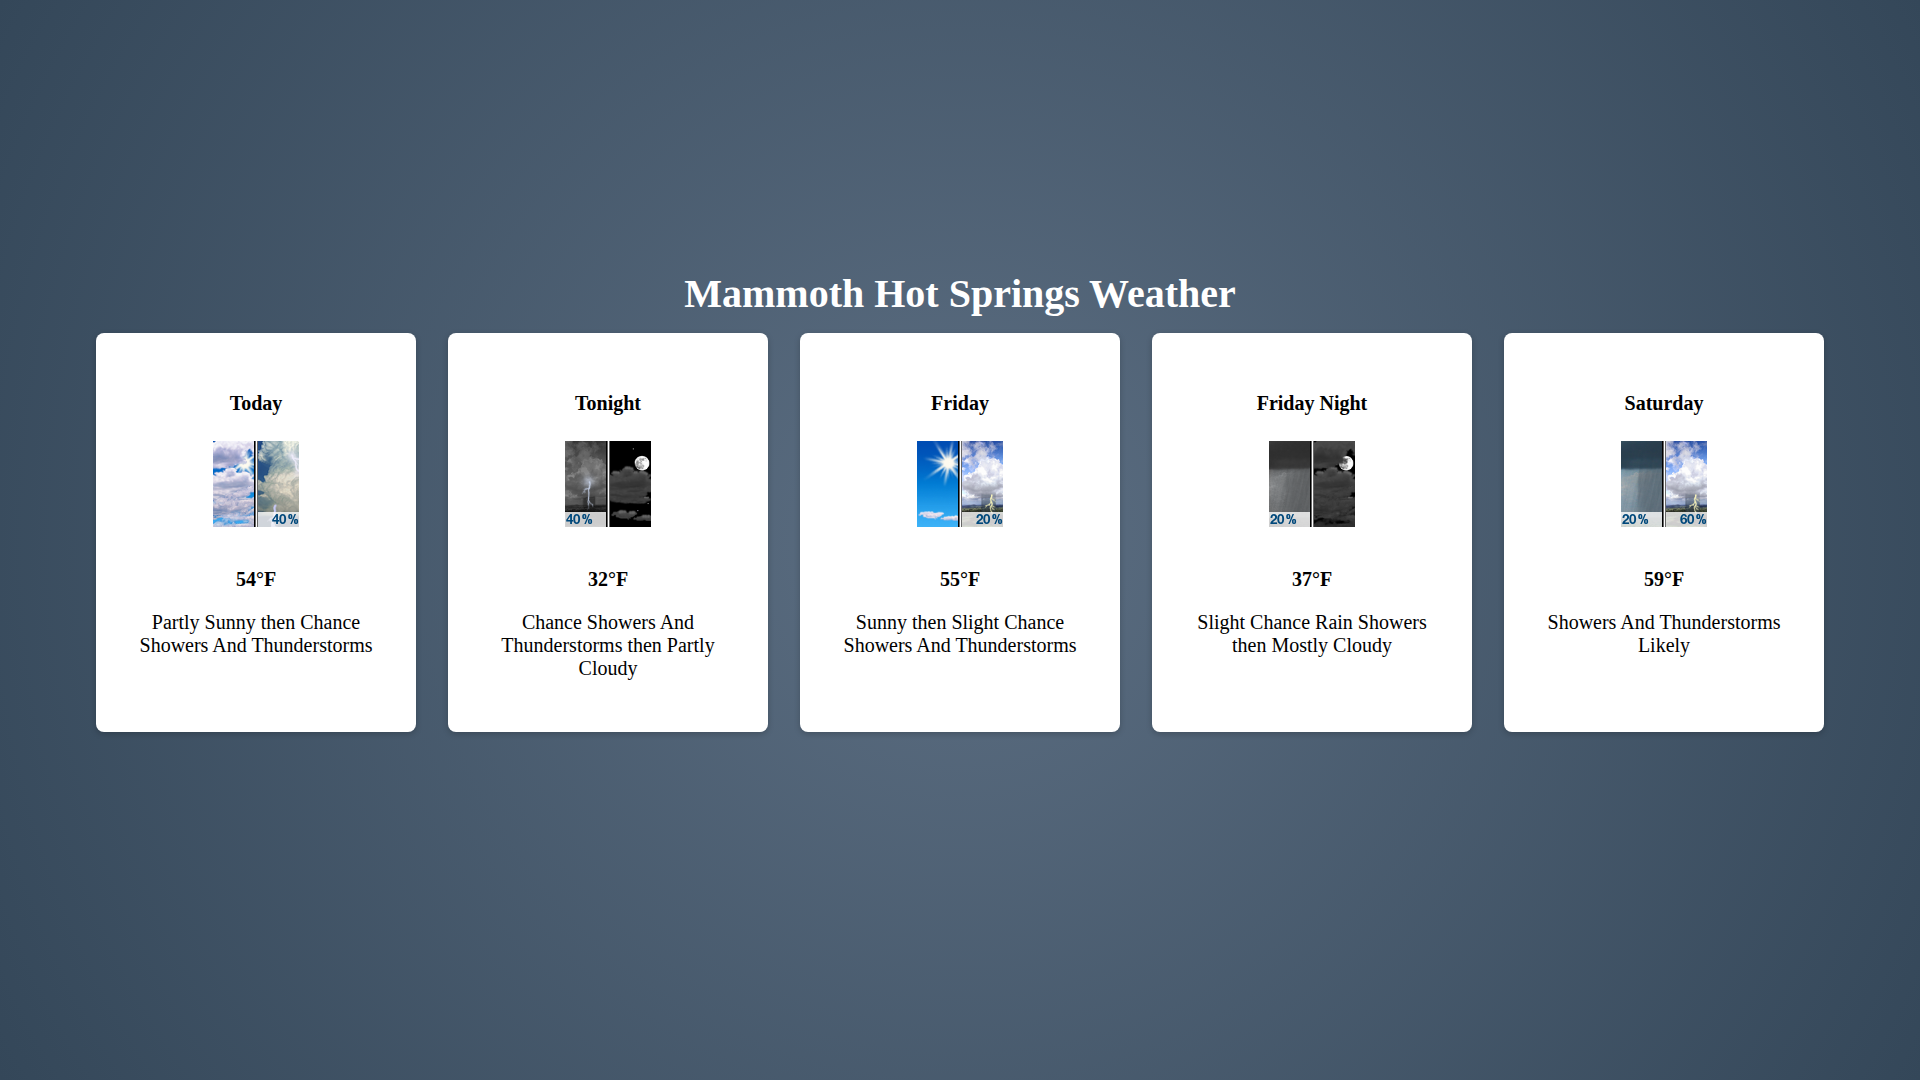 Mammoth Hot Springs Weather
Today
40%
54°F
Partly Sunny then Chance
Showers And Thunderstorms
Tonight
40%
32°F
Chance Showers And
Thunderstorms then Partly
Cloudy
Friday
20%
55°F
Sunny then Slight Chance
Showers And Thunderstorms
Friday Night
20%
37°F
Slight Chance Rain Showers
then Mostly Cloudy
Saturday
20% 60%
59°F
Showers And Thunderstorms
Likely